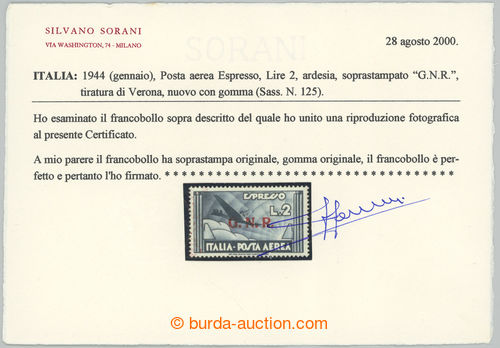 SILVANO SORANI
VIA WASHINGTON, 74 - MILANO
SORANI
28 agosto 2000.
ITALIA: 1944 (gennaio), Posta aerea Espresso, Lire 2, ardesia, soprastampato “G.N.R.”,
tiratura di Verona, nuovo con gomma (Sass. N. 125).
Ho esaminato il francobollo sopra descritto del quale ho unito una riproduzione fotografica
al presente Certificato.
A mio parere il francobollo ha soprastampa originale, gomma originale, il francobollo è per-
fetto e pertanto l'ho firmato. * * * * * * * * * * * * * * * * * * * * * * * * * * * * * * *
ESPRESSO
L.2
G.N.R.
ITALIA-POSTA AEREA
© burda-auction.com